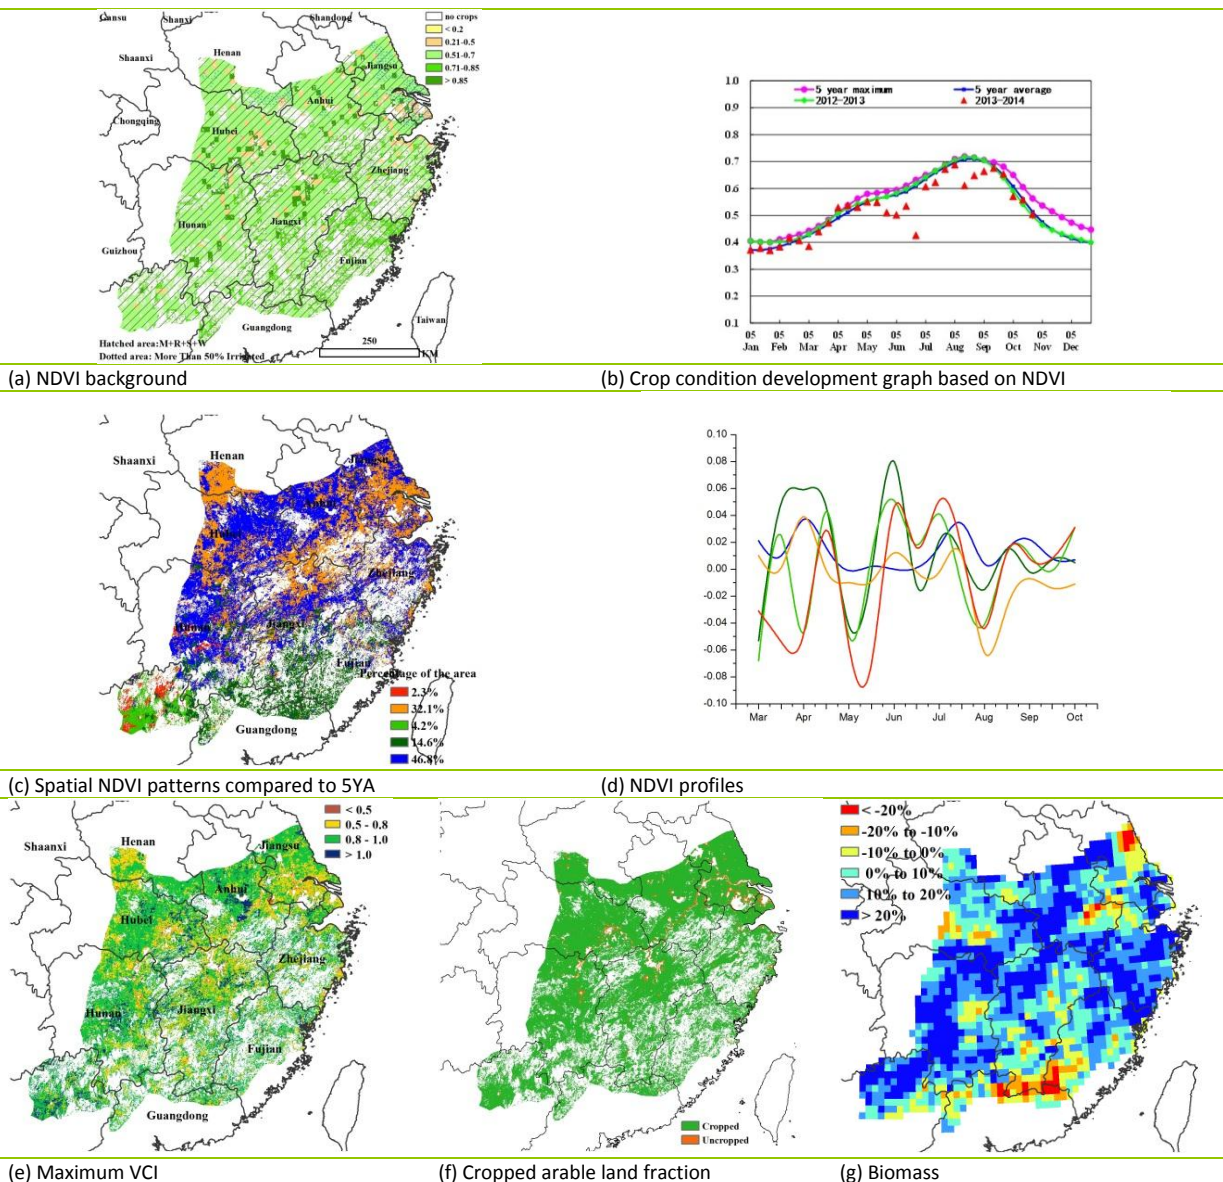 Gansu
Shanxi
Shandong
Shaanxi
Henan
Jiangsu
Anhui
Chongqing
Hubei
Zhejiang
Hunan
Jiangxi
Guizhou
Fujian
Guangdong
Taiwan
no crops
< 0.2
0.21-0.5
0.51-0.7
0.71-0.85
> 0.85
Hatched area:M+R+S+W
Dotted area: More Than 50% Irrigated
250
KM
1.0
0.9
0.8
0.7
0.6
0.5
0.4
0.3
0.2
0.1
5 year maximum
5 year average
2012-2013
2013-2014
05 05 05 05 05 05 05 05 05 05 05 05
Jan Feb Mar Apr May Jun Jul Aug Sep Oct Nov Dec
(a) NDVI background
(b) Crop condition development graph based on NDVI
Shaanxi
Henan
Jiangsu
Anhui
Hubei
Zhejiang
Hunan
Jiangxi
Fujian
Guangdong
Percentage of the area
2.3%
32.1%
4.2%
14.6%
46.8%
0.10
0.08
0.06
0.04
0.02
0.00
-0.02
-0.04
-0.06
-0.08
-0.10
Mar Apr May Jun Jul Aug Sep Oct
(c) Spatial NDVI patterns compared to 5YA
(d) NDVI profiles
Shaanxi
Henan
Jiangsu
Anhui
Hubei
Zhejiang
Hunan
Jiangxi
Fujian
Guangdong
< 0.5
0.5 - 0.8
0.8 - 1.0
> 1.0
Cropped
Uncropped
< -20%
-20% to -10%
-10% to 0%
0% to 10%
10% to 20%
> 20%
(e) Maximum VCI
(f) Cropped arable land fraction
(g) Biomass